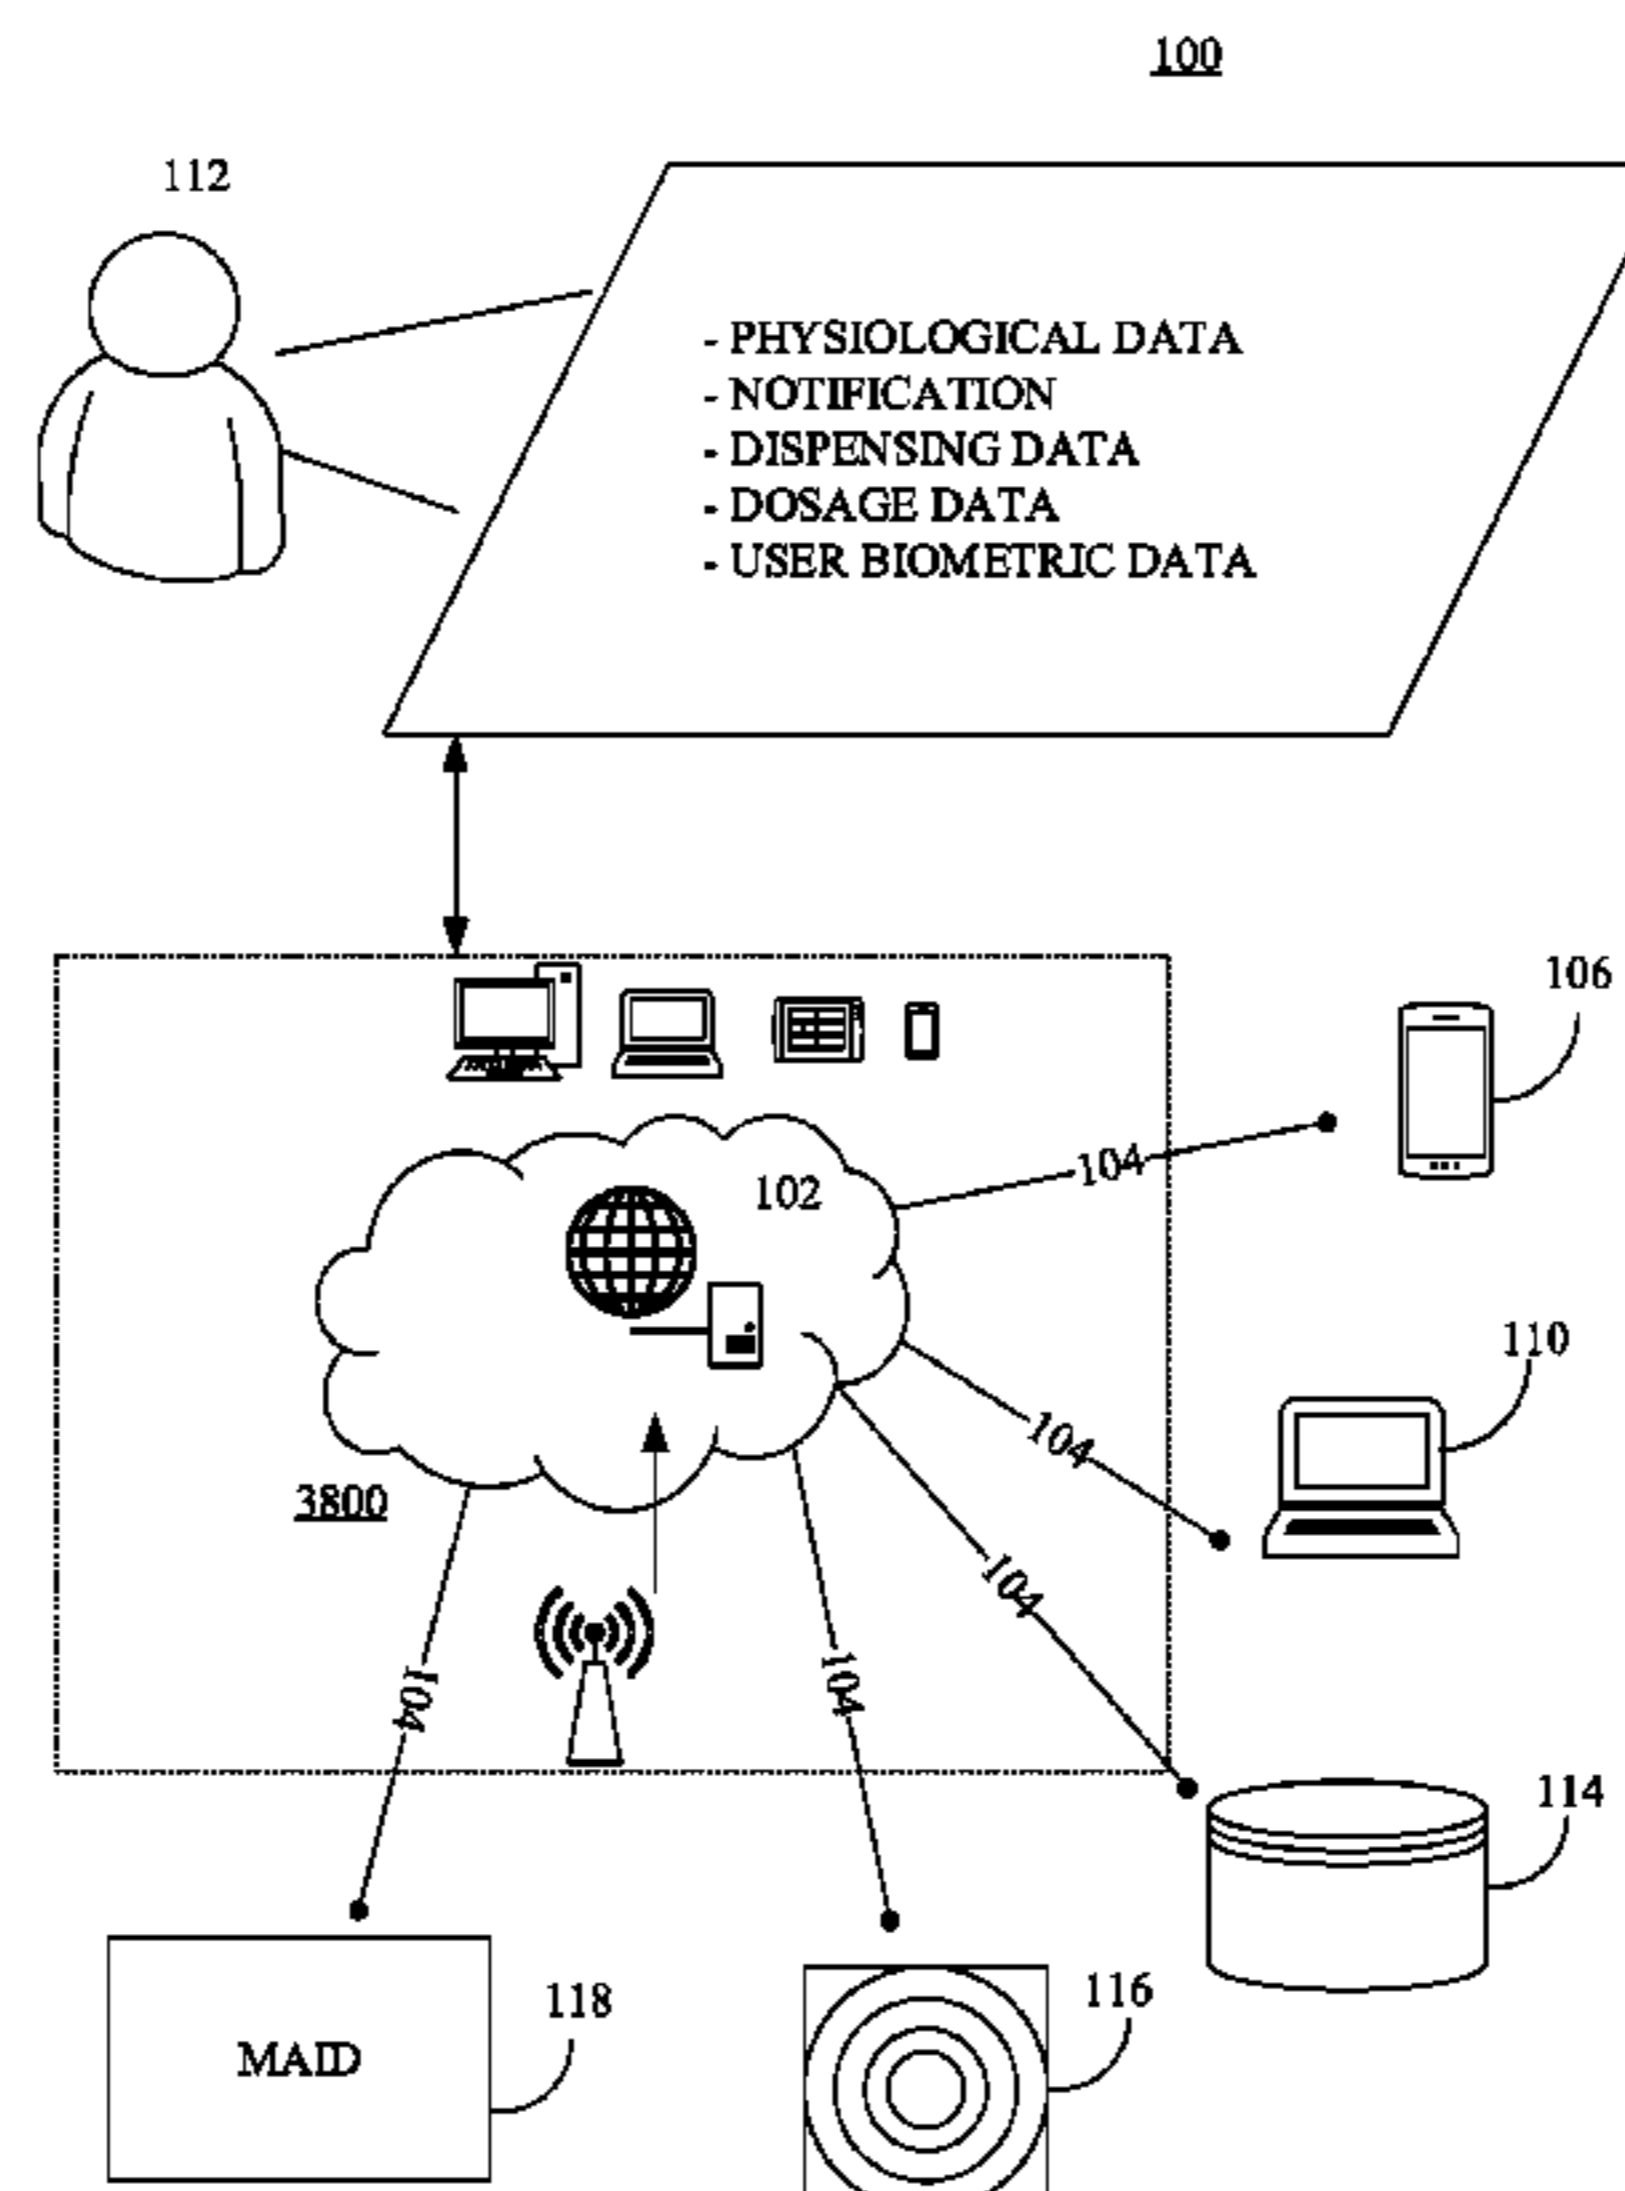 100
112
- PHYSIOLOGICAL DATA
- NOTIFICATION
- DISPENSING DATA
- DOSAGE DATA
- USER BIOMETRIC DATA
106
104
102
110
104
3800
104
104
104
114
118
116
MAID